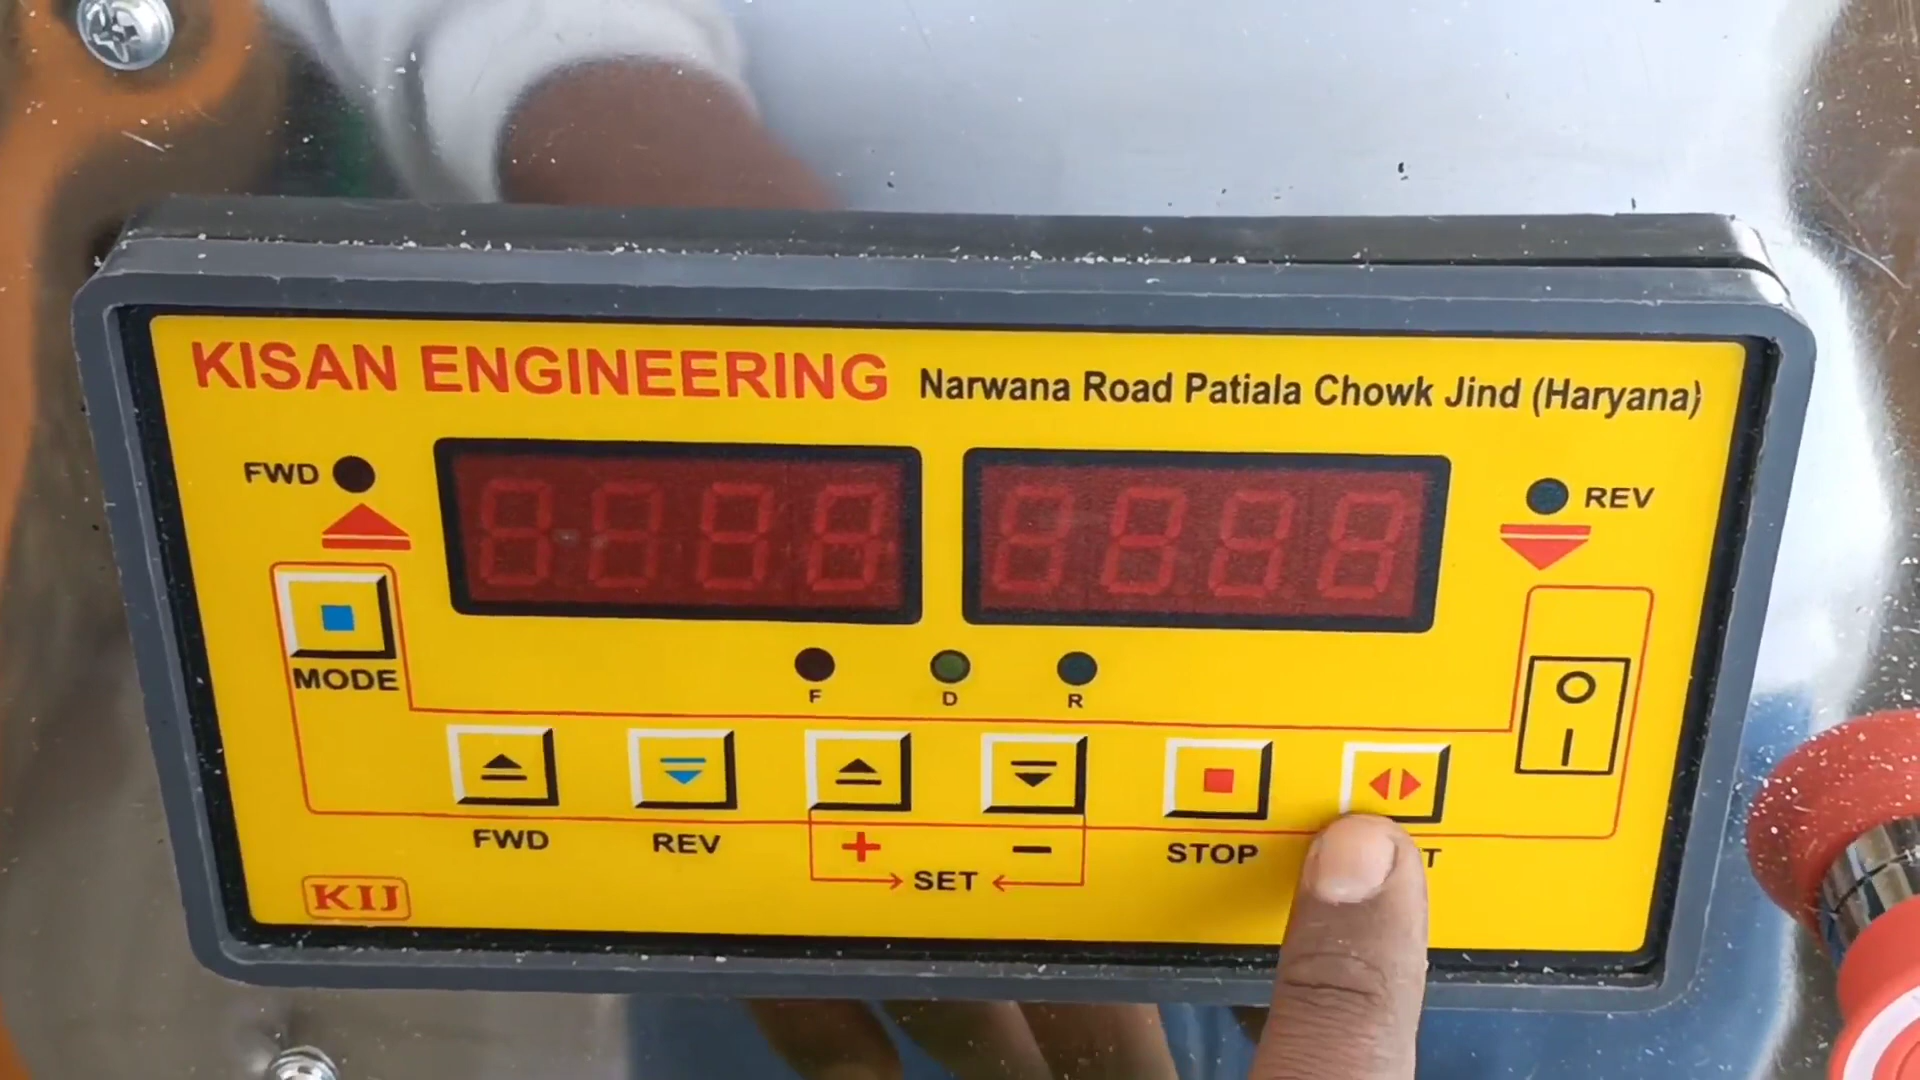 KISAN ENGINEERING Narwana Road Patiala Chowk Jind (Haryana)
FWD
REV
MODE
F D R
FWD REV + - STOP
SET
KIJ